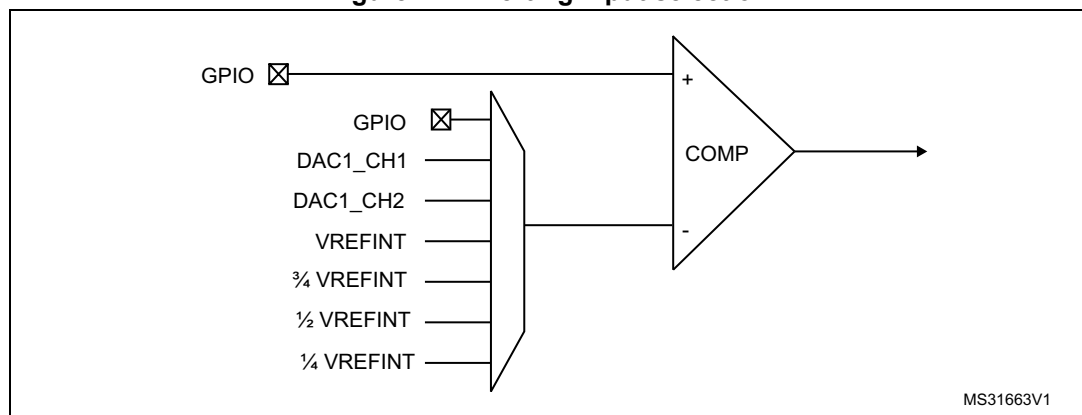 GPIO
+
GPIO
DAC1_CH1
COMP
DAC1_CH2
-
VREFINT
¾ VREFINT
½ VREFINT
¼ VREFINT
MS31663V1